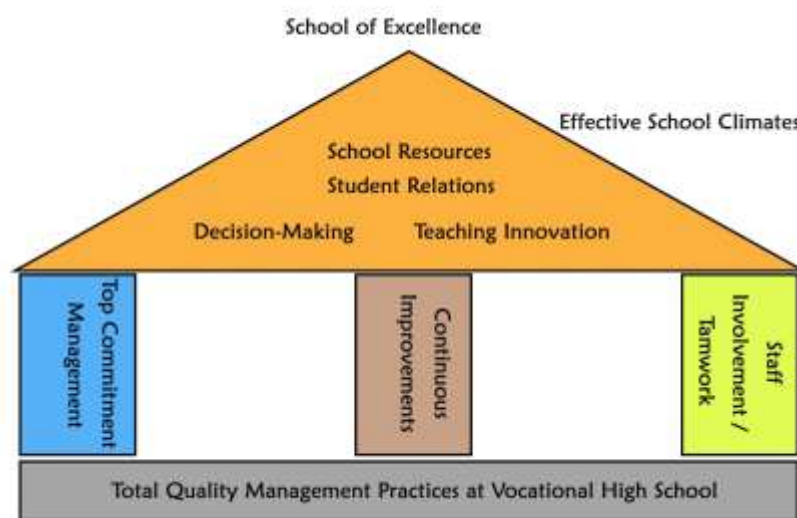 School of Excellence
Effective School Climates
School Resources
Student Relations
Decision-Making
Teaching Innovation
Top Commitment
Management
Continuous
Improvements
Staff
Involvement /
Tamwork
Total Quality Management Practices at Vocational High School